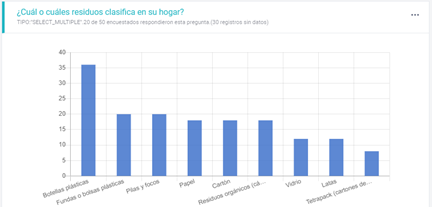 ¿Cuál o cuáles residuos clasifica en su hogar?
TIPO:"SELECT_MULTIPLE" 20 de 50 encuestados respondieron esta pregunta (30 registros sin datos)
40
35
30
25
20
15
10
5
0
Botellas plásticas
Fundas o bolsas plásticas
Pilas y focos
Papel
Cartón
Residuos orgánicos (ca...
Vidrio
Latas
Tetrapack (cartones de...